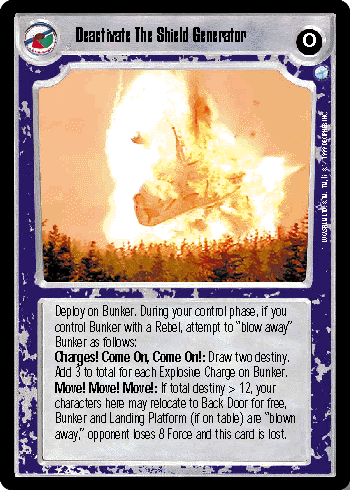 Deactivate The Shield Generator
0
Deploy on Bunker. During your control phase, if you
control Bunker with a Rebel, attempt to "blow away"
Bunker as follows:
Charges! Come On, Come On!: Draw two destiny.
Add 3 to total for each Explosive Charge on Bunker.
Move! Move! Move!: If total destiny > 12, your
characters here may relocate to Back Door for free,
Bunker and Landing Platform (if on table) are "blown
away," opponent loses 8 Force and this card is lost.